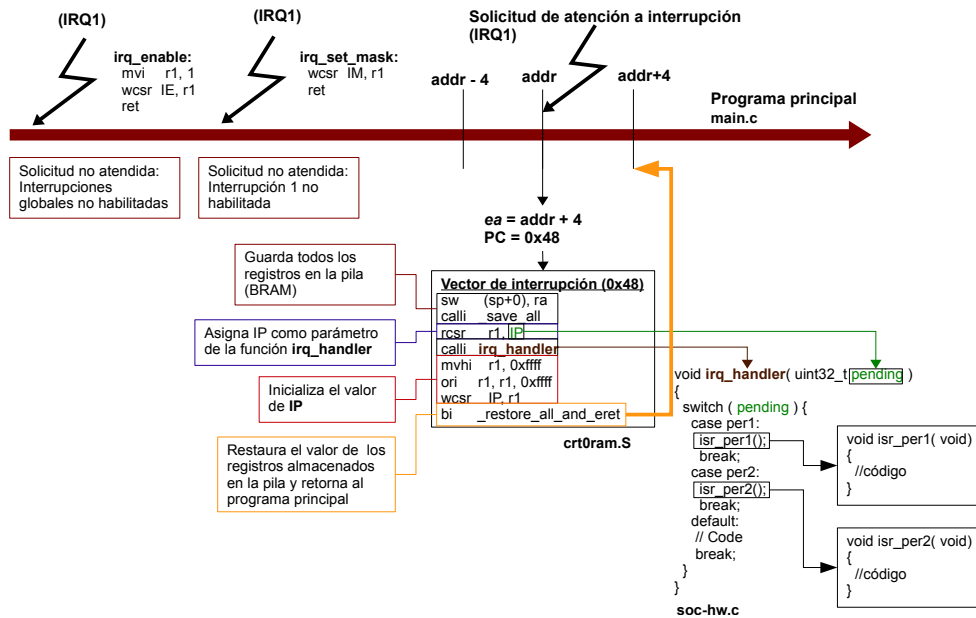 (IRQ1)
irq_enable:
mvi r1, 1
wcsr IE, r1
ret
(IRQ1)
irq_set_mask:
wcsr IM, r1
ret
Solicitud de atención a interrupción
(IRQ1)
addr - 4
addr
addr+4
Programa principal
main.c
Solicitud no atendida:
Interrupciones
globales no habilitadas
Solicitud no atendida:
Interrupción 1 no
habilitada
ea = addr + 4
PC = 0x48
Guarda todos los
registros en la pila
(BRAM)
Asigna IP como parámetro
de la función irq_handler
Inicializa el valor
de IP
Restaura el valor de los
registros almacenados
en la pila y retorna al
programa principal
Vector de interrupción (0x48)
sw (sp+0), ra
calli _save_all
rcsr r1, IP
calli irq_handler
mvhi r1, 0xffff
ori r1, r1, 0xffff
wcsr IP, r1
bi _restore_all_and_eret
crt0ram.S
void irq_handler( uint32_t pending )
{
switch ( pending ) {
case per1:
isr_per1();
break;
case per2:
isr_per2();
break;
default:
// Code
break;
}
}
soc-hw.c
void isr_per1( void)
{
//código
}
void isr_per2( void)
{
//código
}